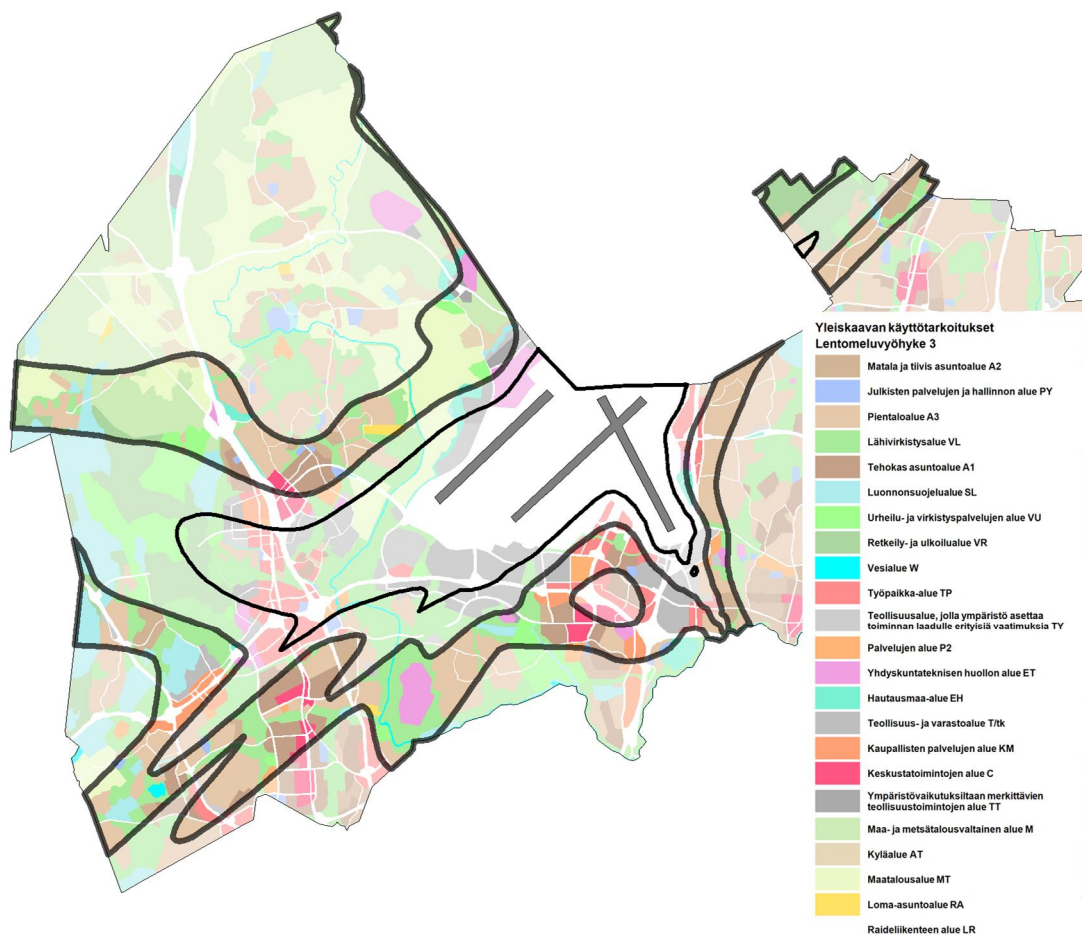 Yleiskaavan käyttötarkoitukset
Lentomeluvyöhyke 3
Matala ja tiivis asuntoalue A2
Julkisten palvelujen ja hallinnon alue PY
Pientaloalue A3
Lähivirkistysalue VL
Tehokas asuntoalue A1
Luonnonsuojelualue SL
Urheilu- ja virkistyspalvelujen alue VU
Retkeily- ja ulkoilualue VR
Vesialue W
Työpaikka-alue TP
Teollisuusalue, jolla ympäristö asettaa
toiminnan laadulle erityisiä vaatimuksia TY
Palvelujen alue P2
Yhdyskuntateknisen huollon alue ET
Hautausmaa-alue EH
Teollisuus- ja varastoalue T/tk
Kaupallisten palvelujen alue KM
Keskustatoimintojen alue C
Ympäristövaikutuksiltaan merkittävien
teollisuustoimintojen alue TT
Maa- ja metsätalousvaltainen alue M
Kyläalue AT
Maatalousalue MT
Loma-asuntoalue RA
Raideliikenteen alue LR